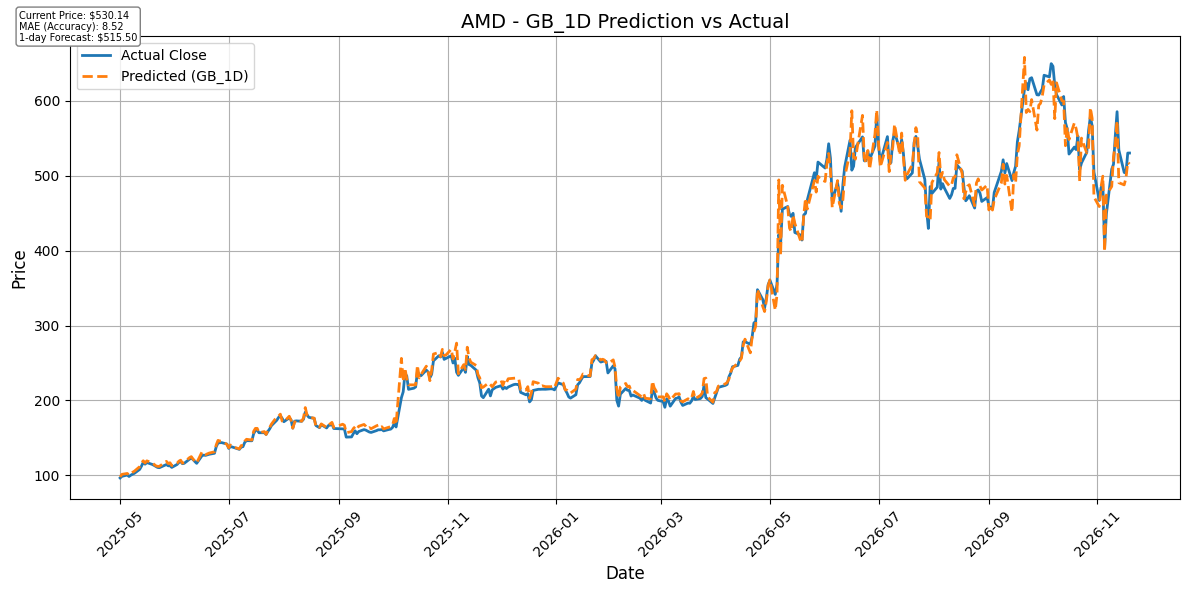 AMD - GB_1D Prediction vs Actual
Current Price: $530.14
MAE (Accuracy): 8.52
1-day Forecast: $515.50
Actual Close
Predicted (GB_1D)
Price
600
500
400
300
200
100
2025-05
2025-07
2025-09
2025-11
2026-01
2026-03
2026-05
2026-07
2026-09
2026-11
Date